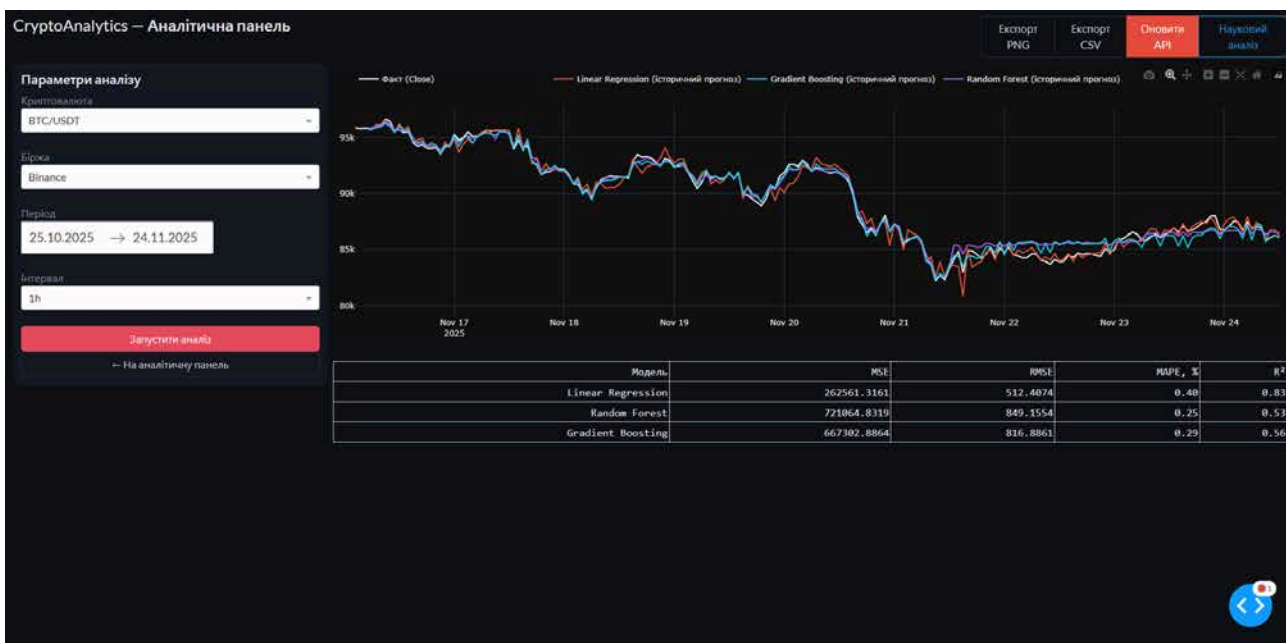 CryptoAnalytics — Аналітична панель
Експорт
PNG
Експорт
CSV
Оновити
API
Науковий
аналіз
Параметри аналізу
Криптовалюта
BTC/USDT
Біржа
Binance
Період
25.10.2025 → 24.11.2025
Інтервал
1h
Запустити аналіз
← На аналітичну панель
Факт (Close)
Linear Regression (історичний прогноз)
Gradient Boosting (історичний прогноз)
Random Forest (історичний прогноз)
95k
90k
85k
80k
Nov 17
2025
Nov 18
Nov 19
Nov 20
Nov 21
Nov 22
Nov 23
Nov 24
Модель MSE RMSE MAPE, % R²
Linear Regression 262561.3161 512.4074 0.40 0.83
Random Forest 721064.8319 849.1554 0.25 0.53
Gradient Boosting 667302.8864 816.8861 0.29 0.56
1